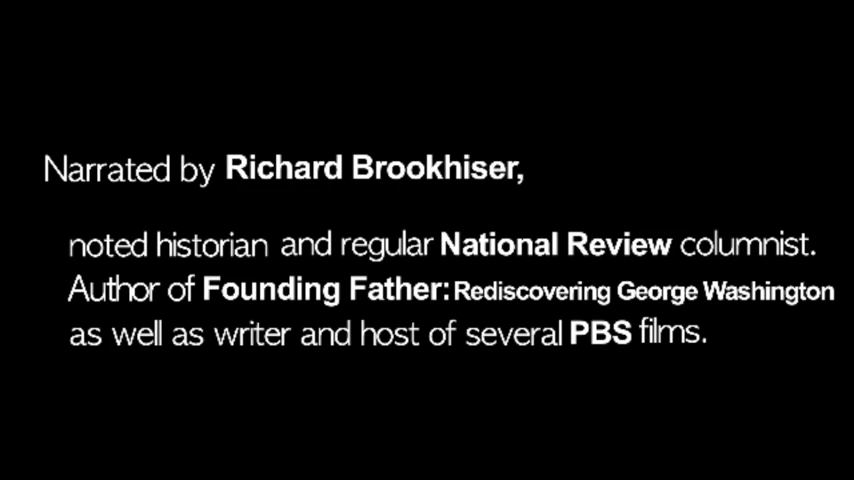 Narrated by Richard Brookhiser,
noted historian and regular National Review columnist.
Author of Founding Father: Rediscovering George Washington
as well as writer and host of several PBS films.